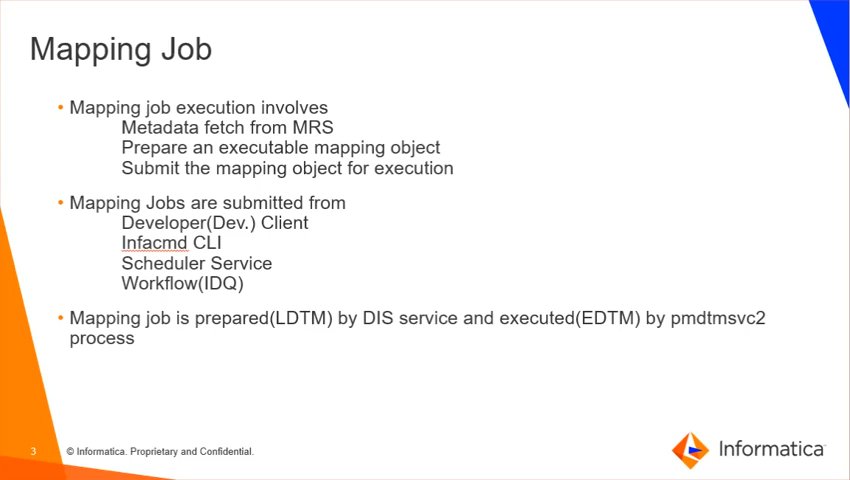 Mapping Job
• Mapping job execution involves
Metadata fetch from MRS
Prepare an executable mapping object
Submit the mapping object for execution
• Mapping Jobs are submitted from
Developer(Dev.) Client
Infacmd CLI
Scheduler Service
Workflow(IDQ)
• Mapping job is prepared(LDTM) by DIS service and executed(EDTM) by pmdtmsvc2
process
3 © Informatica. Proprietary and Confidential.
Informatica